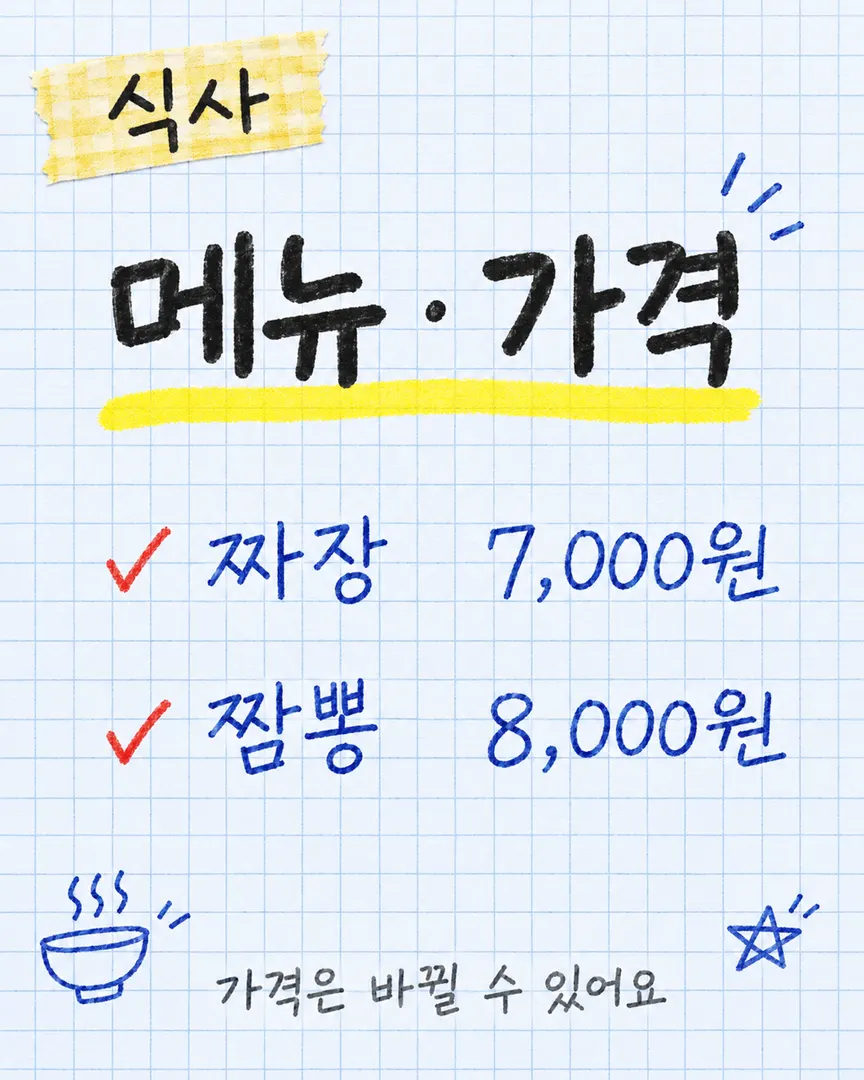 식사
메뉴·가격
짜장 7,000원
짬뽕 8,000원
가격은 바뀔 수 있어요